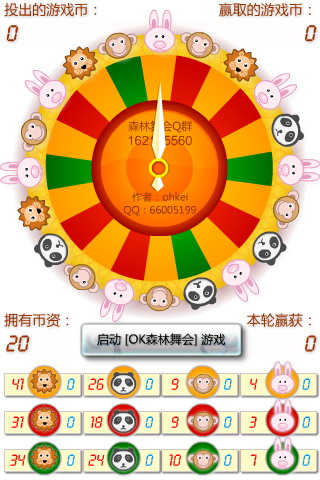 投出的游戏币：
赢取的游戏币：
0
0
森林舞会Q群
作者：ohkei
QQ：66005199
拥有币资：
本轮赢获：
20
0
启动 [OK森林舞会] 游戏
41 0 26 0 9 0 4 0
31 0 18 0 9 0 3 0
34 0 24 0 10 0 7 0